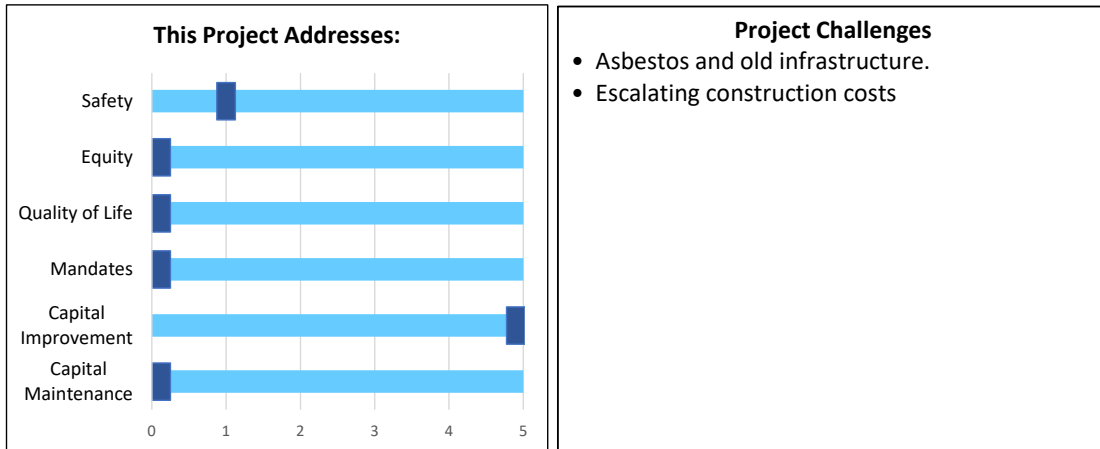 This Project Addresses:
Safety
Equity
Quality of Life
Mandates
Capital
Improvement
Capital
Maintenance
0 1 2 3 4 5
Project Challenges
• Asbestos and old infrastructure.
• Escalating construction costs